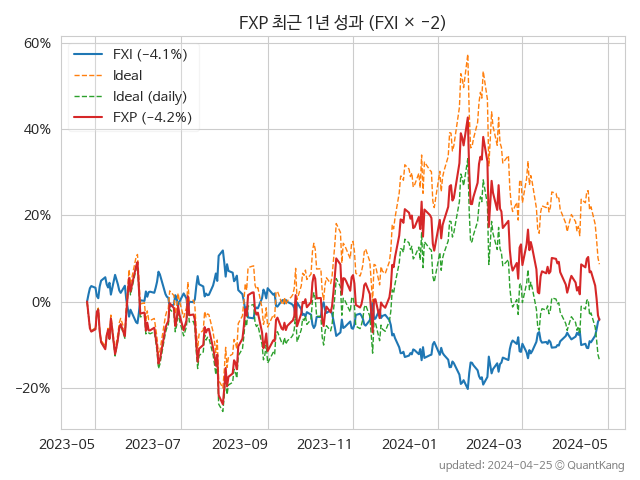 FXP 최근 1년 성과 (FXI × −2)
60%
40%
20%
0%
−20%
FXI (−4.1%)
Ideal
Ideal (daily)
FXP (−4.2%)
2023-05 2023-07 2023-09 2023-11 2024-01 2024-03 2024-05
updated: 2024-04-25 ⓒ QuantKang